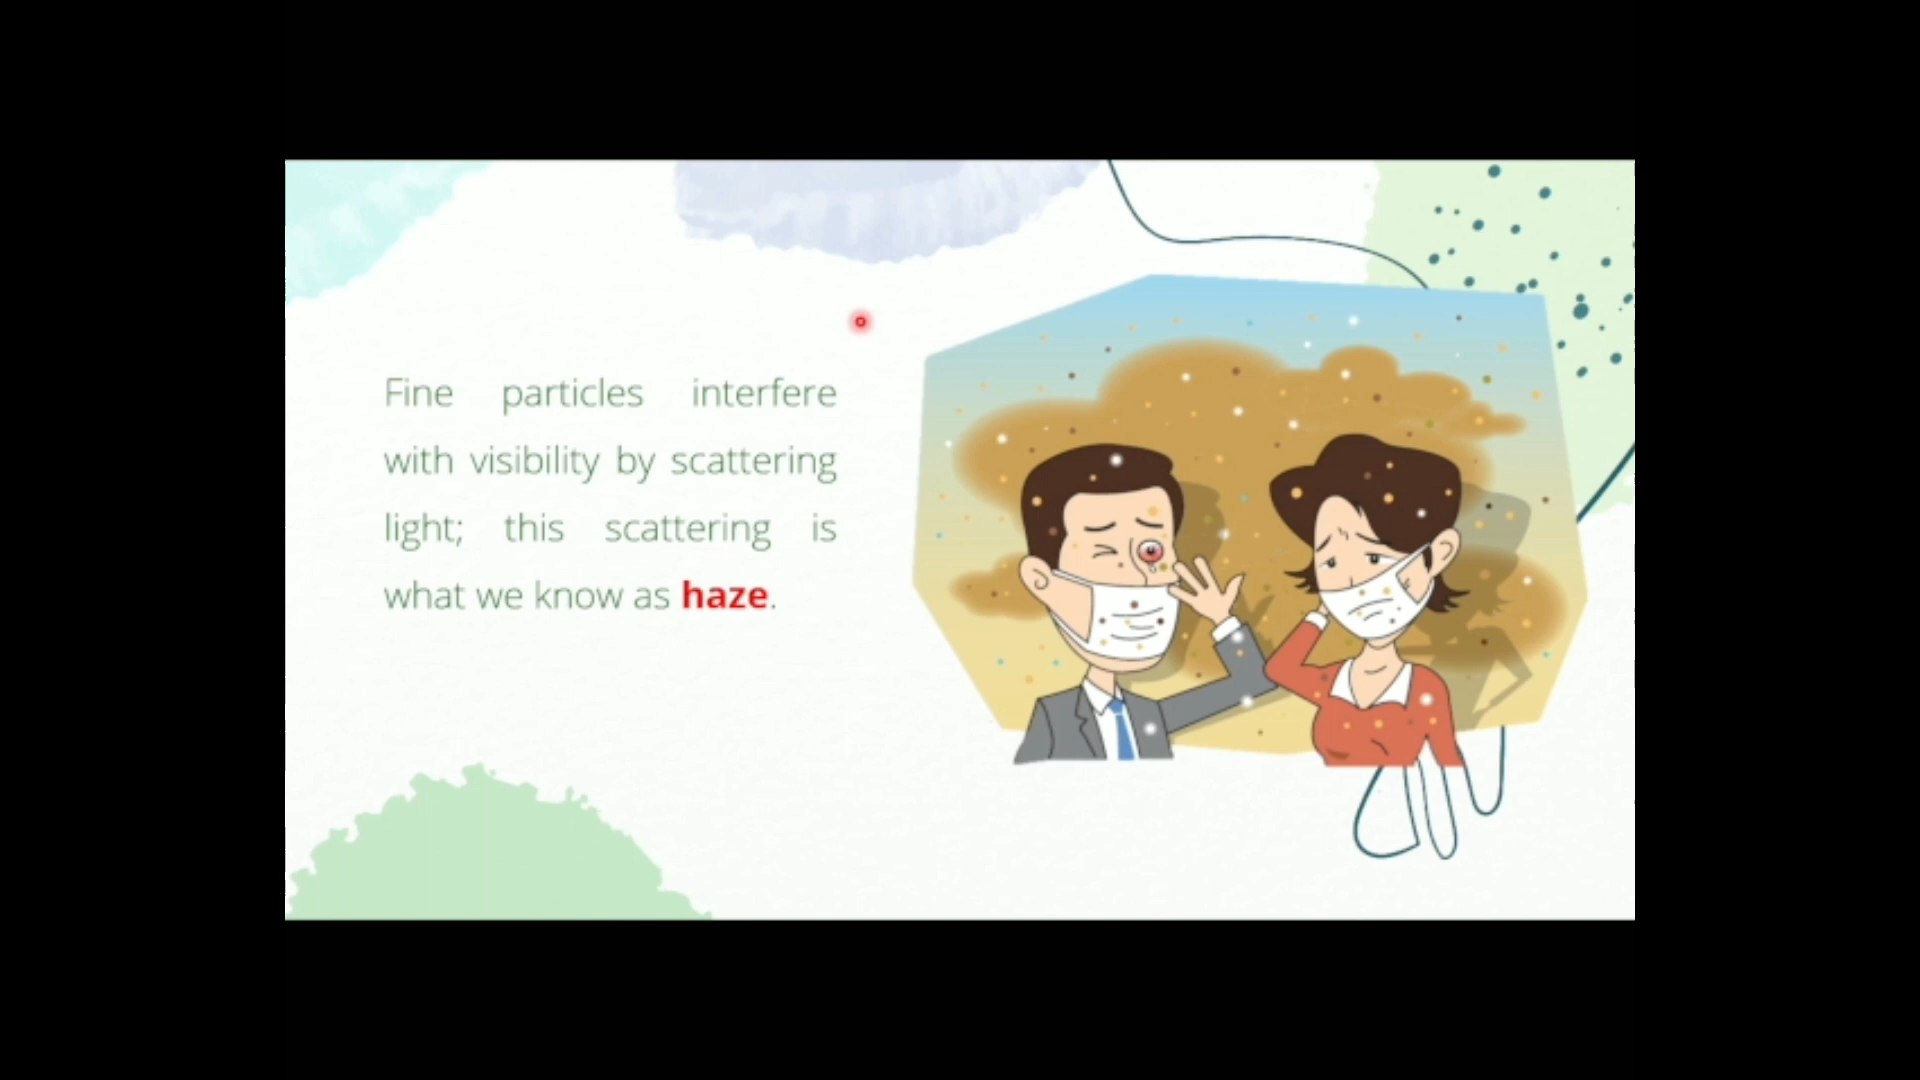 Fine particles interfere
with visibility by scattering
light; this scattering is
what we know as haze.